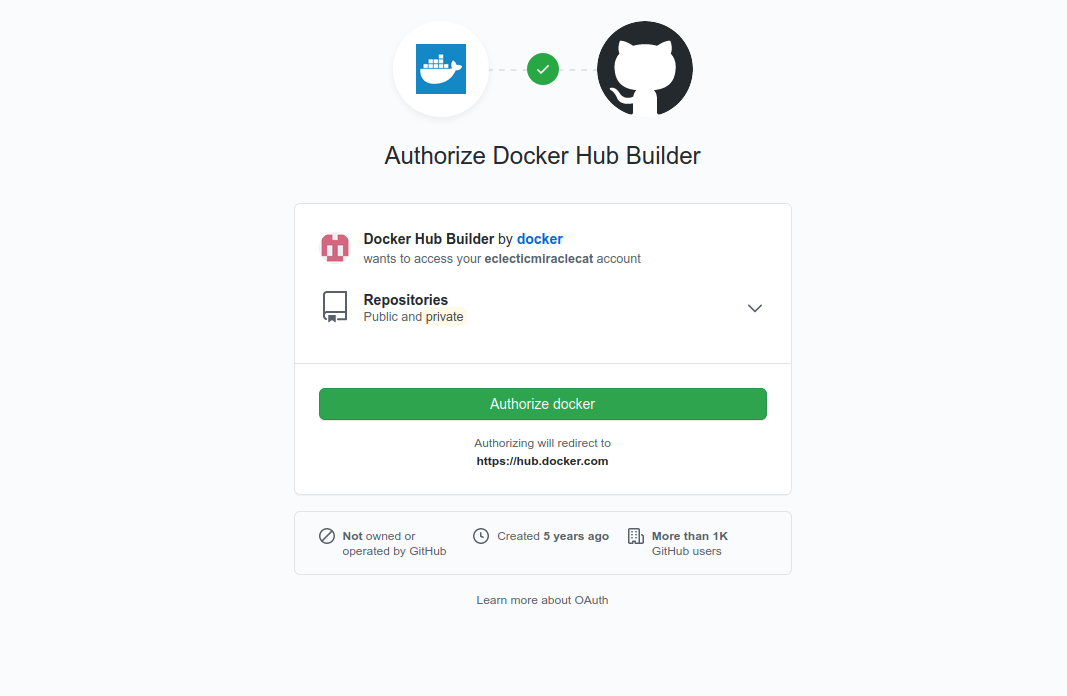 Authorize Docker Hub Builder
Docker Hub Builder by docker
wants to access your eclecticmiraclecat account
Repositories
Public and private
Authorize docker
Authorizing will redirect to
https://hub.docker.com
Not owned or
operated by GitHub
Created 5 years ago
More than 1K
GitHub users
Learn more about OAuth